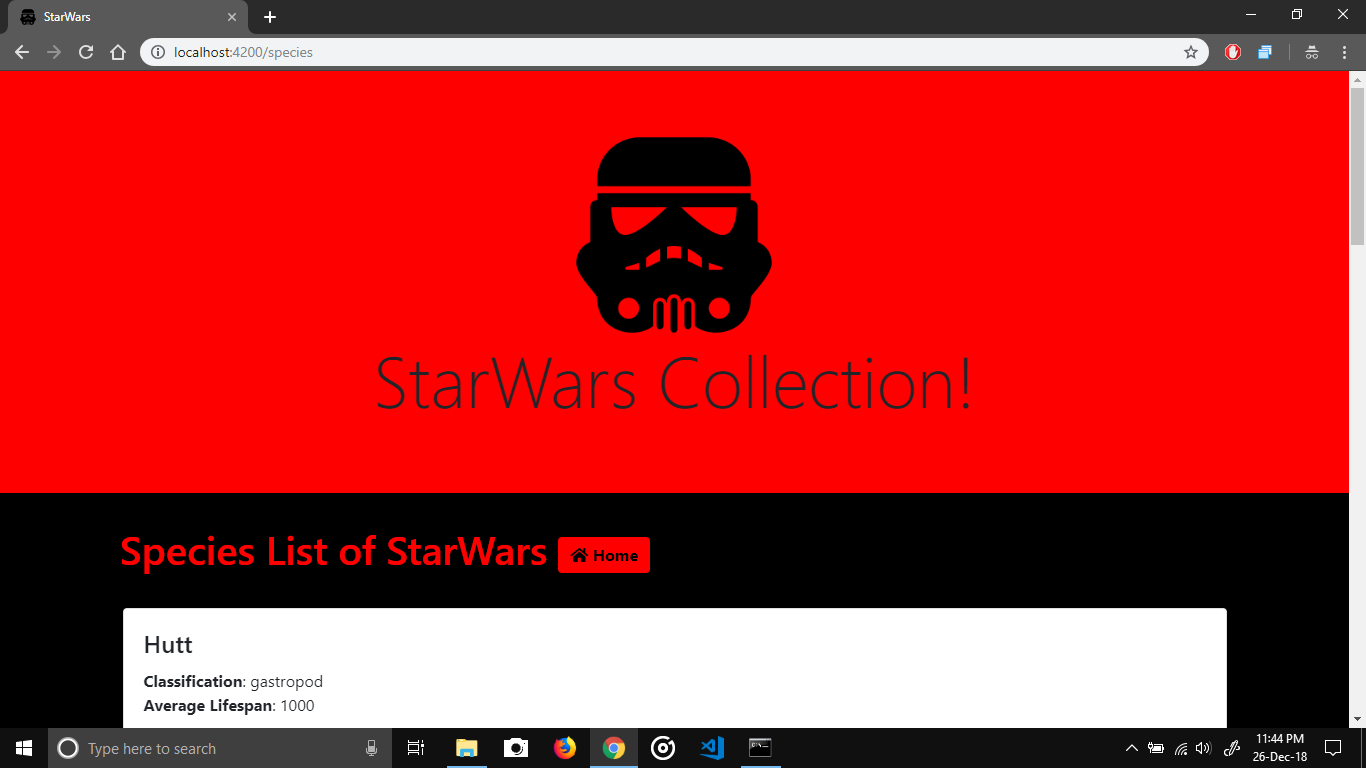 StarWars
localhost:4200/species
StarWars Collection!
Species List of StarWars
Home
Hutt
Classification: gastropod
Average Lifespan: 1000
Type here to search
11:44 PM
26-Dec-18